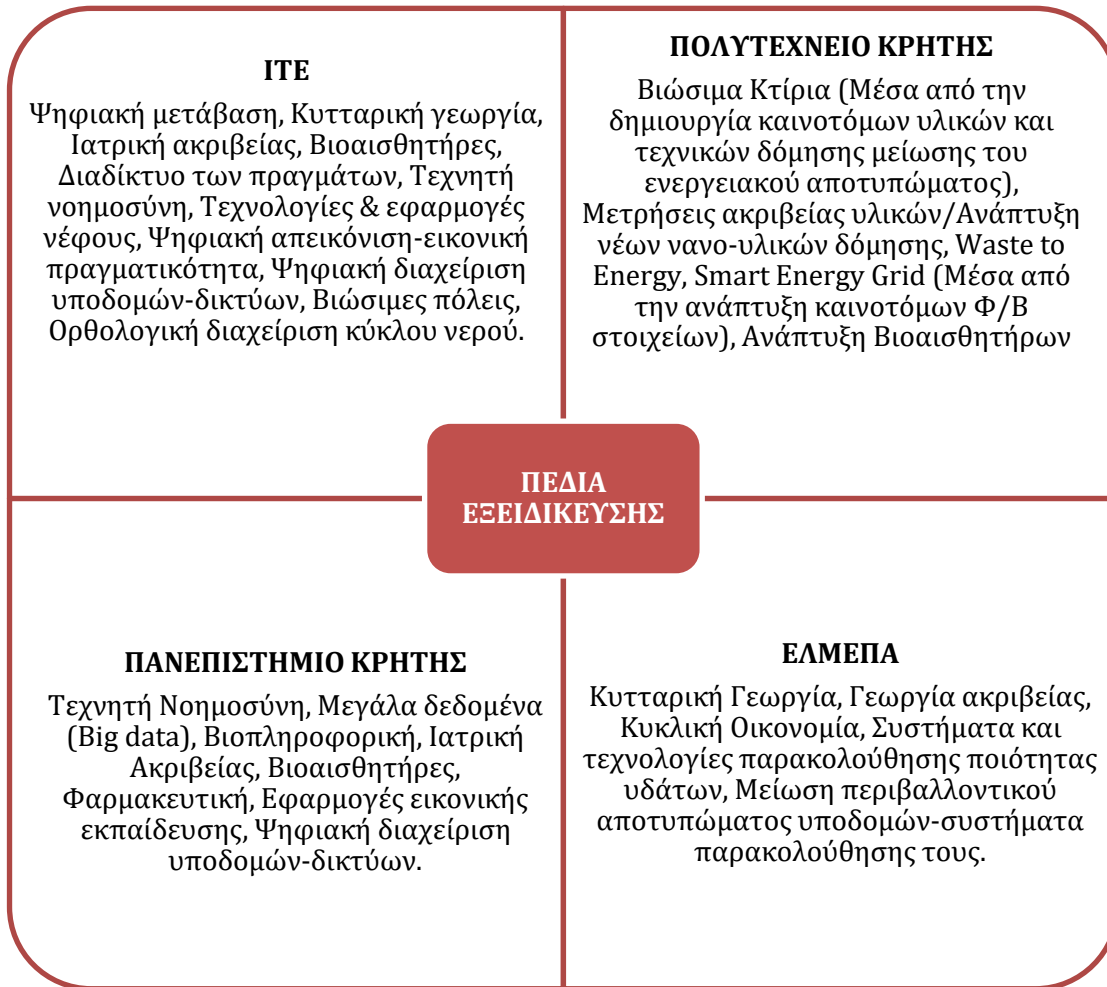 ΙΤΕ
Ψηφιακή μετάβαση, Κυτταρική γεωργία,
Ιατρική ακριβείας, Βιοαισθητήρες,
Διαδίκτυο των πραγμάτων, Τεχνητή
νοημοσύνη, Τεχνολογίες & εφαρμογές
νέφους, Ψηφιακή απεικόνιση-εικονική
πραγματικότητα, Ψηφιακή διαχείριση
υποδομών-δικτύων, Βιώσιμες πόλεις,
Ορθολογική διαχείριση κύκλου νερού.
ΠΟΛΥΤΕΧΝΕΙΟ ΚΡΗΤΗΣ
Βιώσιμα Κτίρια (Μέσα από την
δημιουργία καινοτόμων υλικών και
τεχνικών δόμησης μείωσης του
ενεργειακού αποτυπώματος),
Μετρήσεις ακριβείας υλικών/Ανάπτυξη
νέων νανο-υλικών δόμησης, Waste to
Energy, Smart Energy Grid (Μέσα από
την ανάπτυξη καινοτόμων Φ/Β
στοιχείων), Ανάπτυξη Βιοαισθητήρων
ΠΕΔΙΑ
ΕΞΕΙΔΙΚΕΥΣΗΣ
ΠΑΝΕΠΙΣΤΗΜΙΟ ΚΡΗΤΗΣ
Τεχνητή Νοημοσύνη, Μεγάλα δεδομένα
(Big data), Βιοπληροφορική, Ιατρική
Ακριβείας, Βιοαισθητήρες,
Φαρμακευτική, Εφαρμογές εικονικής
εκπαίδευσης, Ψηφιακή διαχείριση
υποδομών-δικτύων.
ΕΛΜΕΠΑ
Κυτταρική Γεωργία, Γεωργία ακριβείας,
Κυκλική Οικονομία, Συστήματα και
τεχνολογίες παρακολούθησης ποιότητας
υδάτων, Μείωση περιβαλλοντικού
αποτυπώματος υποδομών-συστήματα
παρακολούθησης τους.